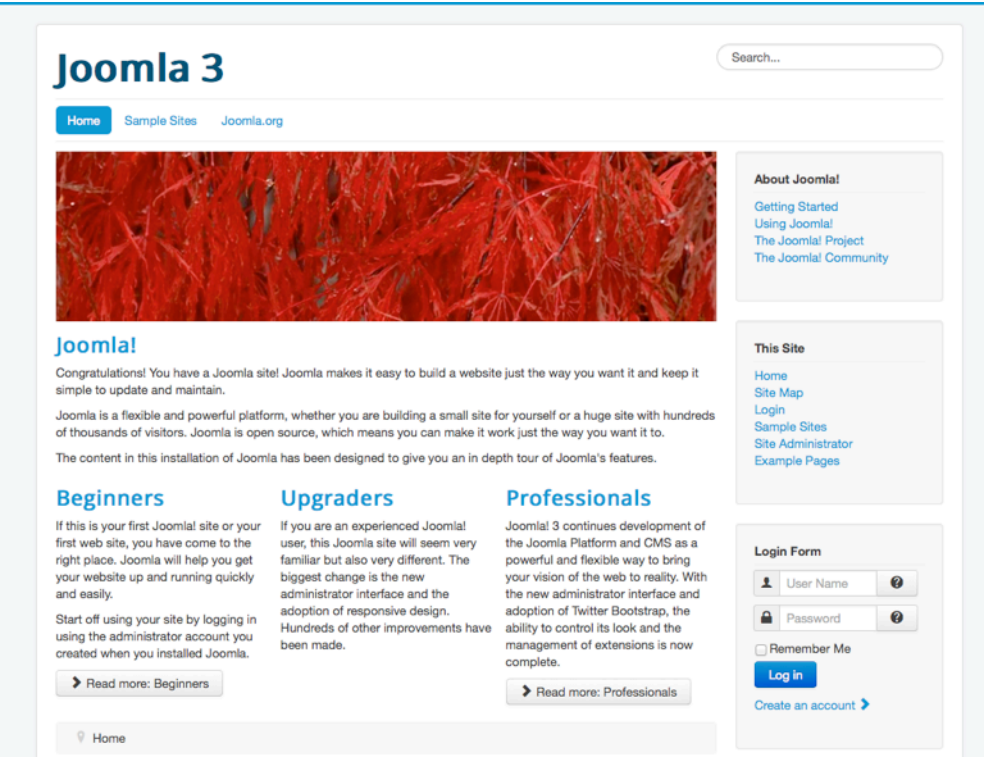 Joomla 3
Search...
Home
Sample Sites
Joomla.org
Joomla!
Congratulations! You have a Joomla site! Joomla makes it easy to build a website just the way you want it and keep it
simple to update and maintain.
Joomla is a flexible and powerful platform, whether you are building a small site for yourself or a huge site with hundreds
of thousands of visitors. Joomla is open source, which means you can make it work just the way you want it to.
The content in this installation of Joomla has been designed to give you an in depth tour of Joomla's features.
Beginners
If this is your first Joomla! site or your
first web site, you have come to the
right place. Joomla will help you get
your website up and running quickly
and easily.
Start off using your site by logging in
using the administrator account you
created when you installed Joomla.
Read more: Beginners
Upgraders
If you are an experienced Joomla!
user, this Joomla site will seem very
familiar but also very different. The
biggest change is the new
administrator interface and the
adoption of responsive design.
Hundreds of other improvements have
been made.
Professionals
Joomla! 3 continues development of
the Joomla Platform and CMS as a
powerful and flexible way to bring
your vision of the web to reality. With
the new administrator interface and
adoption of Twitter Bootstrap, the
ability to control its look and the
management of extensions is now
complete.
Read more: Professionals
Home
About Joomla!
Getting Started
Using Joomla!
The Joomla! Project
The Joomla! Community
This Site
Home
Site Map
Login
Sample Sites
Site Administrator
Example Pages
Login Form
User Name
Password
Remember Me
Log in
Create an account